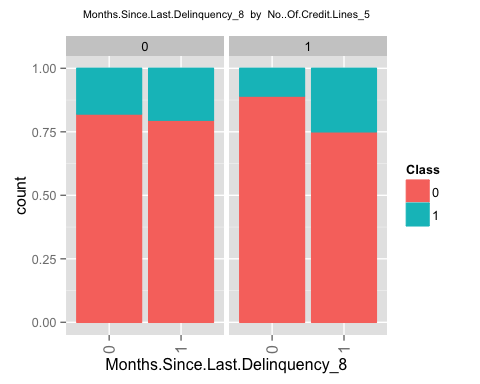 Months.Since.Last.Delinquency_8 by No..Of.Credit.Lines_5
0 1
1.00
0.75
0.50
0.25
0.00
count
0 1 0 1
Months.Since.Last.Delinquency_8
Class
0
1